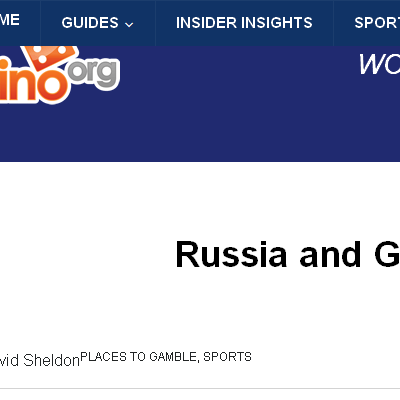 ME GUIDES INSIDER INSIGHTS SPORT
ino org
WO
Russia and G
vid Sheldon PLACES TO GAMBLE, SPORTS